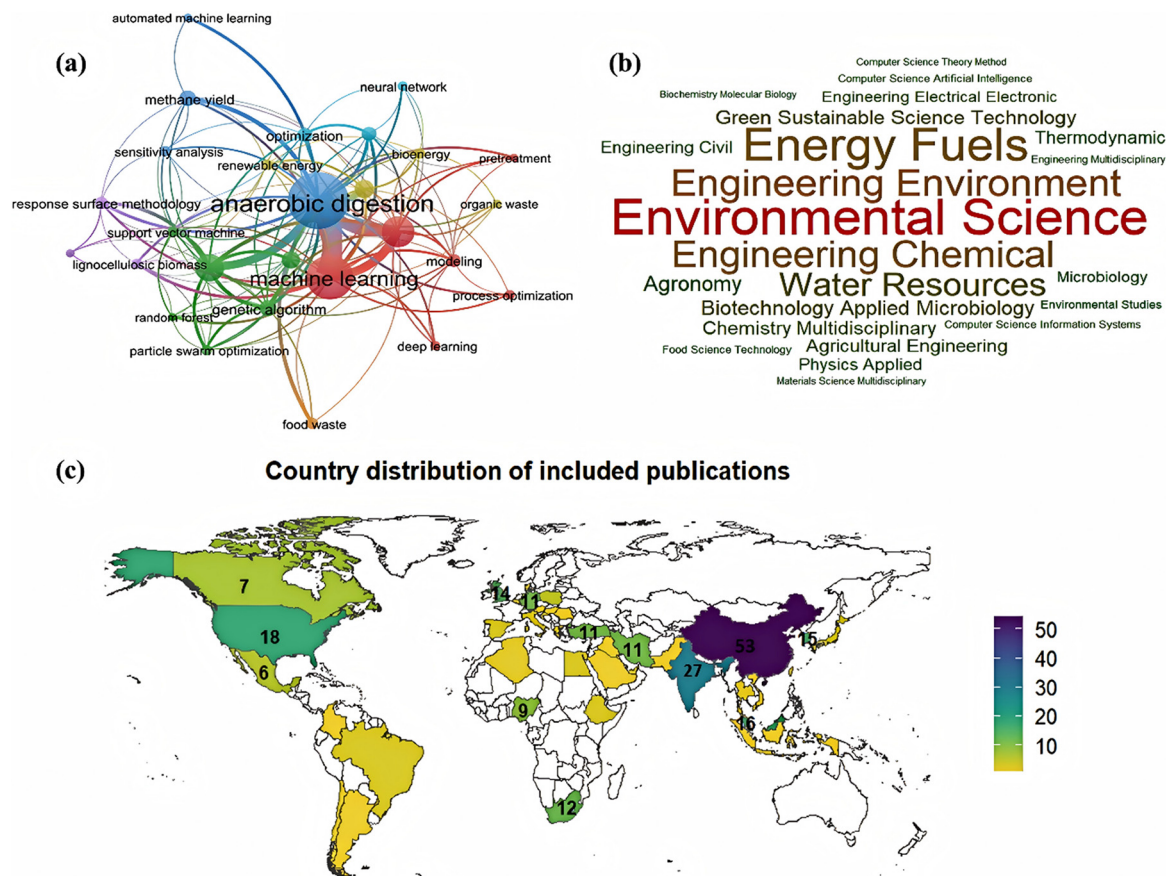 (a)
automated machine learning
methane yield
neural network
optimization
sensitivity analysis
renewable energy
bioenergy
pretreatment
anaerobic digestion
response surface methodology
organic waste
support vector machine
lignocellulosic biomass
machine learning
modeling
process optimization
random forest
genetic algorithm
particle swarm optimization
deep learning
food waste
(b)
Computer Science Theory Method
Computer Science Artificial Intelligence
Biochemistry Molecular Biology
Engineering Electrical Electronic
Green Sustainable Science Technology
Engineering Civil
Energy Fuels
Thermodynamic
Engineering Multidisciplinary
Engineering Environment
Environmental Science
Engineering Chemical
Agronomy
Water Resources
Microbiology
Biotechnology Applied Microbiology
Environmental Studies
Chemistry Multidisciplinary
Computer Science Information Systems
Food Science Technology
Agricultural Engineering
Physics Applied
Materials Science Multidisciplinary
(c)
Country distribution of included publications
7
18
6
14
11
11
11
9
12
53
27
15
16
50
40
30
20
10